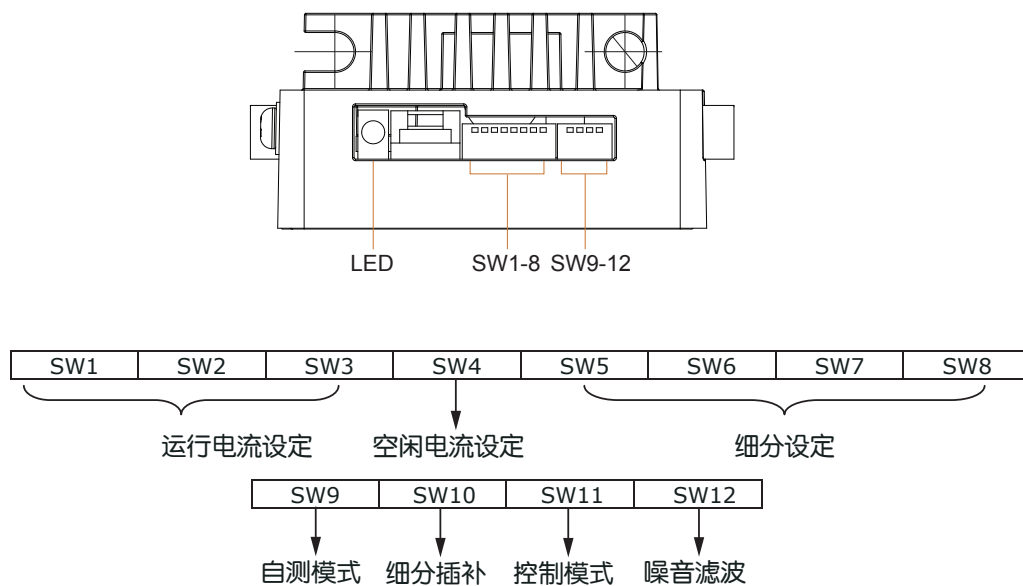 LED SW1-8 SW9-12
SW1 SW2 SW3 SW4 SW5 SW6 SW7 SW8
运行电流设定 空闲电流设定 细分设定
SW9 SW10 SW11 SW12
自测模式 细分插补 控制模式 噪音滤波